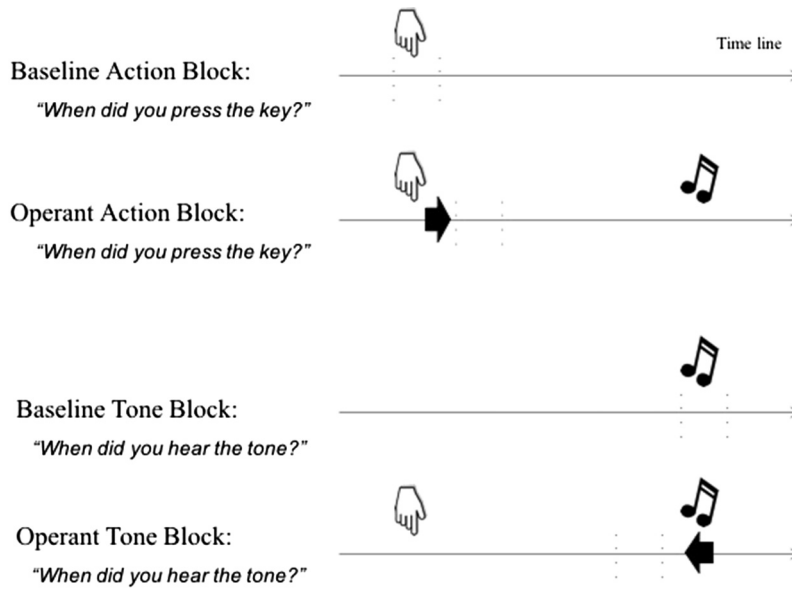 Time line
Baseline Action Block:
“When did you press the key?”
Operant Action Block:
“When did you press the key?”
Baseline Tone Block:
“When did you hear the tone?”
Operant Tone Block:
“When did you hear the tone?”